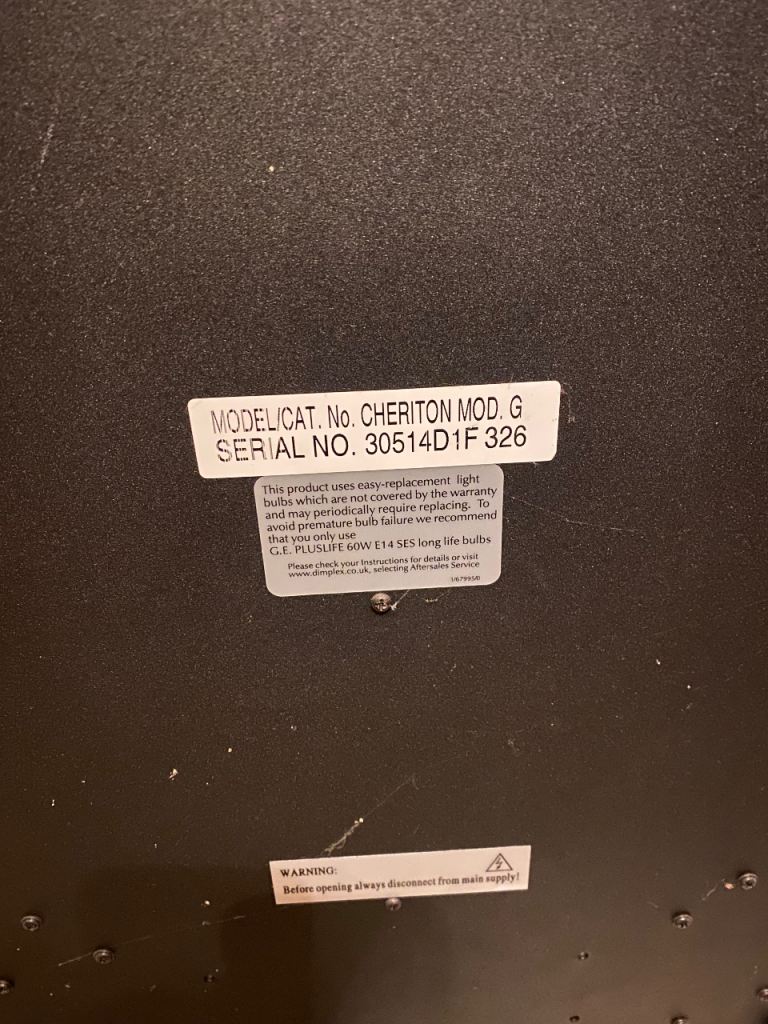 MODEL/CAT. No. CHERITON MOD. G
SERIAL NO. 30514D1F 326
This product uses easy-replacement light
bulbs which are not covered by the warranty
and may periodically require replacing. To
avoid premature bulb failure we recommend
that you only use
G.E. PLUSLIFE 60W E14 SES long life bulbs
Please check your Instructions for details or visit
www.dimplex.co.uk, selecting Aftersales Service
1/67995/0
WARNING:
Before opening always disconnect from main supply!